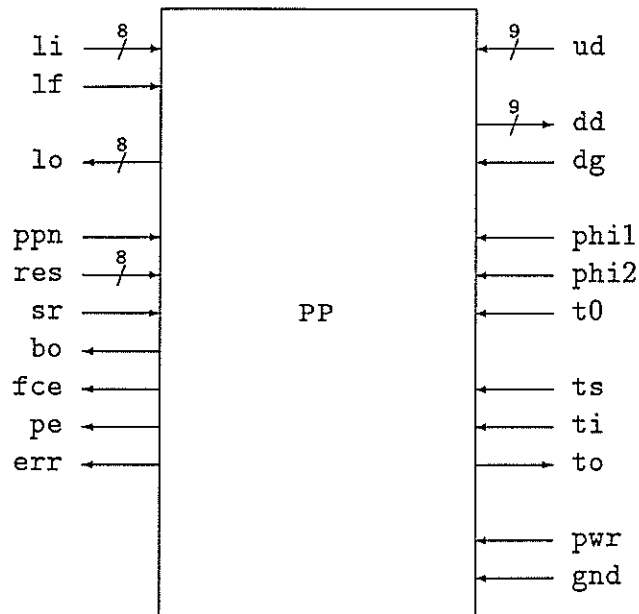 8 9
li ud
lf
9
dd
8
lo dg
ppn phi1
8
res phi2
sr PP t0
bo
fce ts
pe ti
err to
pwr
gnd